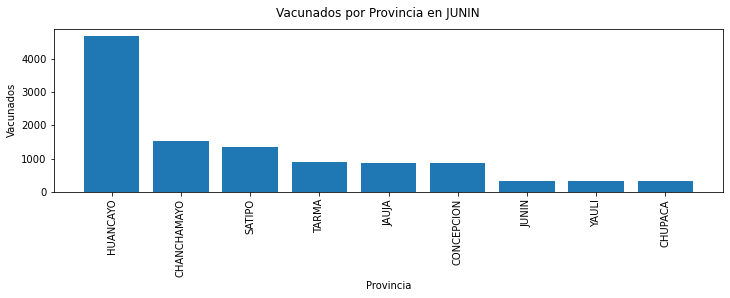 Vacunados por Provincia en JUNIN
Vacunados
4000
3000
2000
1000
0
HUANCAYO
CHANCHAMAYO
SATIPO
TARMA
JAUJA
CONCEPCION
JUNIN
YAULI
CHUPACA
Provincia